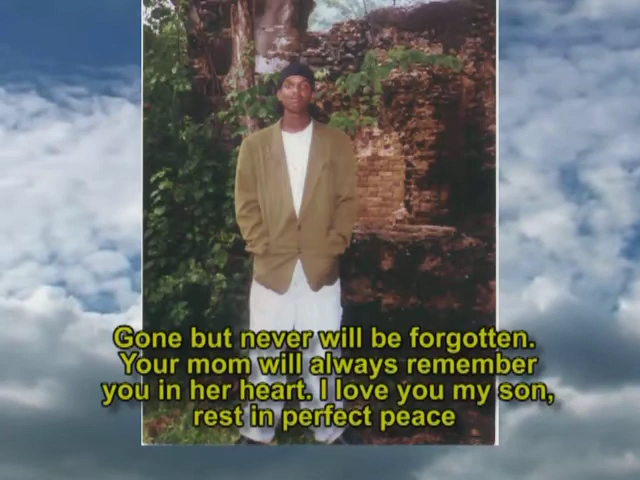 Gone but never will be forgotten.
Your mom will always remember
you in her heart. I love you my son,
rest in perfect peace